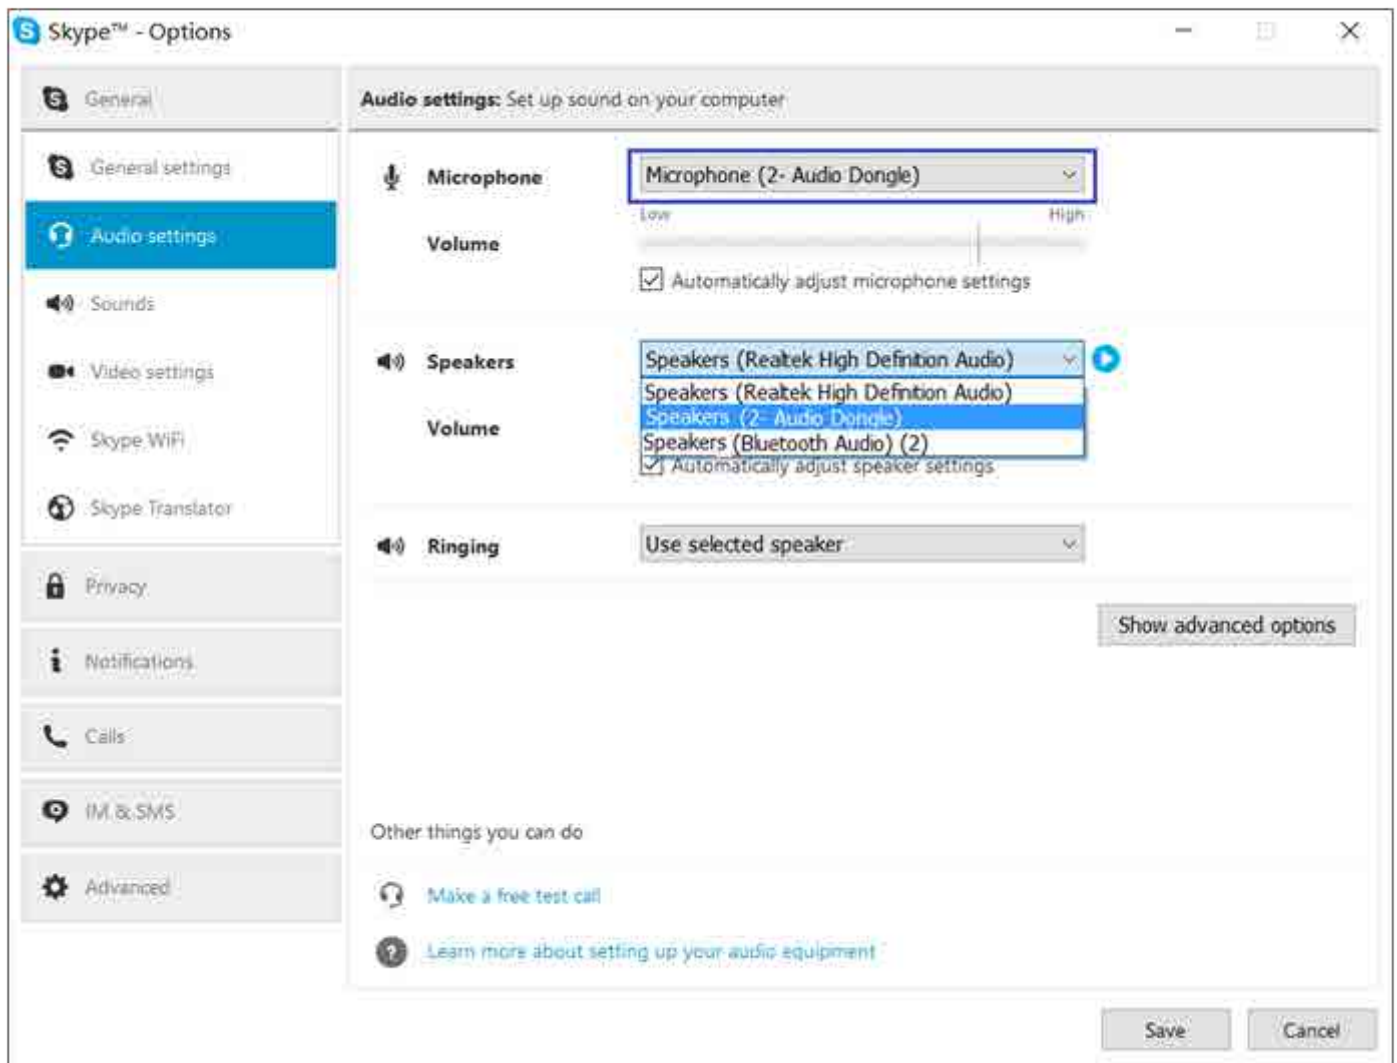 Skype™ - Options
General
General settings
Audio settings
Sounds
Video settings
Skype WiFi
Skype Translator
Privacy
Notifications
Calls
IM & SMS
Advanced
Audio settings: Set up sound on your computer
Microphone
Microphone (2- Audio Dongle)
Low High
Volume
Automatically adjust microphone settings
Speakers
Speakers (Realtek High Definition Audio)
Speakers (Realtek High Definition Audio)
Speakers (2- Audio Dongle)
Speakers (Bluetooth Audio) (2)
Volume
Automatically adjust speaker settings
Ringing
Use selected speaker
Show advanced options
Other things you can do
Make a free test call
Learn more about setting up your audio equipment
Save
Cancel